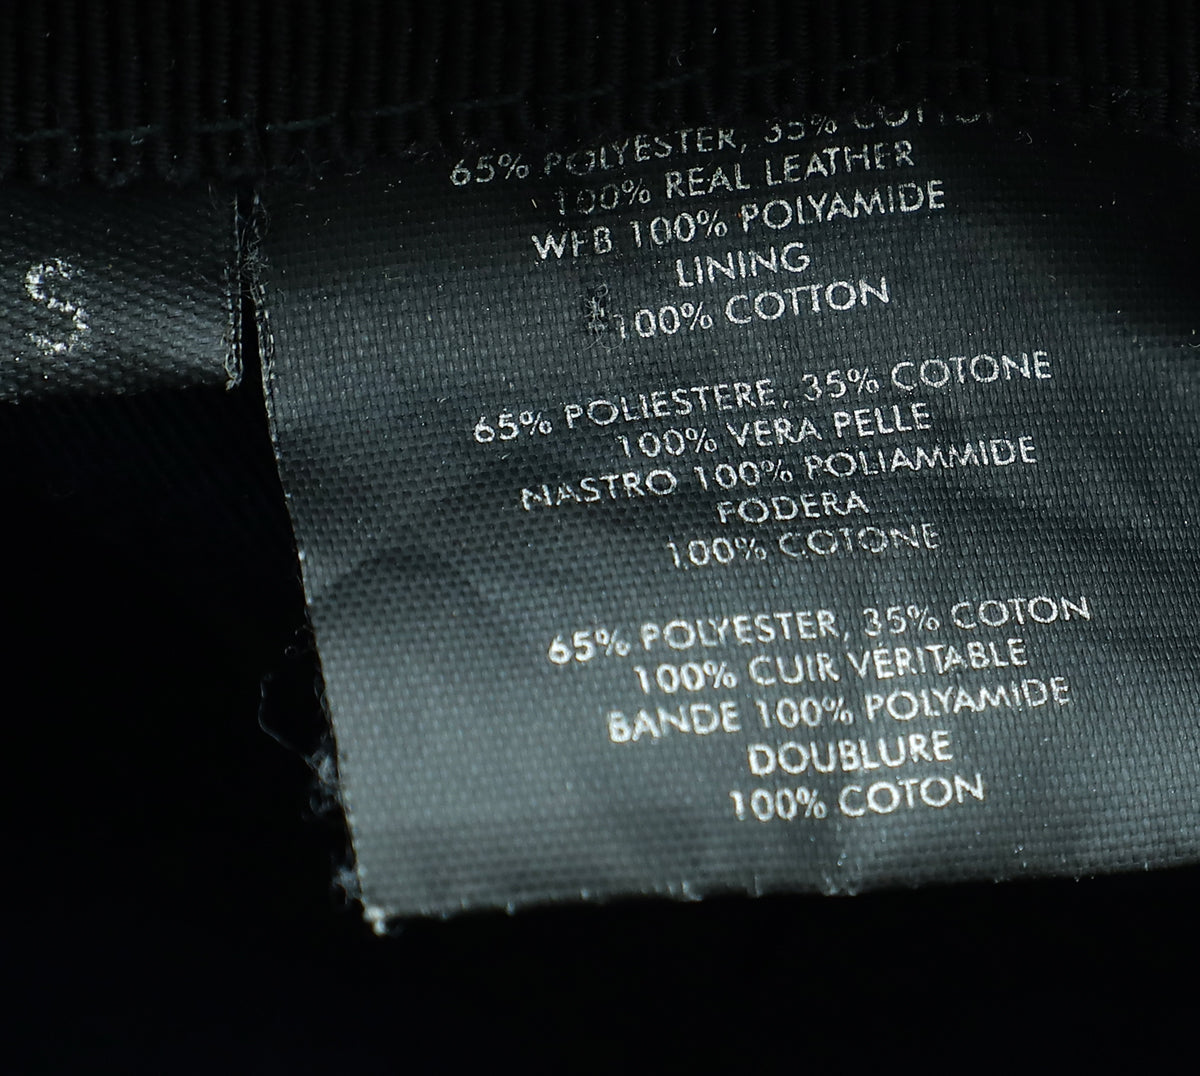 S
65% POLYESTER, 35% COTTO
100% REAL LEATHER
WEB 100% POLYAMIDE
LINING
100% COTTON
65% POLIESTERE, 35% COTONE
100% VERA PELLE
NASTRO 100% POLIAMMIDE
FODERA
100% COTONE
65% POLYESTER, 35% COTON
100% CUIR VÉRITABLE
BANDE 100% POLYAMIDE
DOUBLURE
100% COTON